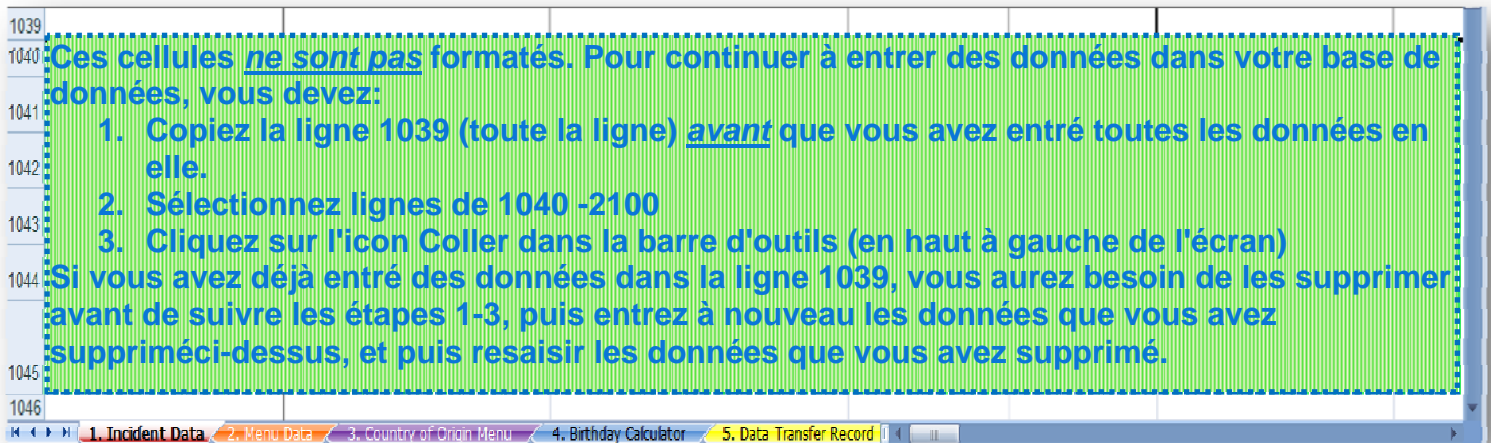 1039
1040
Ces cellules ne sont pas formatés. Pour continuer à entrer des données dans votre base de
données, vous devez:
1041
1. Copiez la ligne 1039 (toute la ligne) avant que vous avez entré toutes les données en
elle.
1042
2. Sélectionnez lignes de 1040 -2100
1043
3. Cliquez sur l'icon Coller dans la barre d'outils (en haut à gauche de l'écran)
1044
Si vous avez déjà entré des données dans la ligne 1039, vous aurez besoin de les supprimer
avant de suivre les étapes 1-3, puis entrez à nouveau les données que vous avez
suppriméci-dessus, et puis resaisir les données que vous avez supprimé.
1045
1046
1. Incident Data 2. Menu Data 3. Country of Origin Menu 4. Birthday Calculator 5. Data Transfer Record